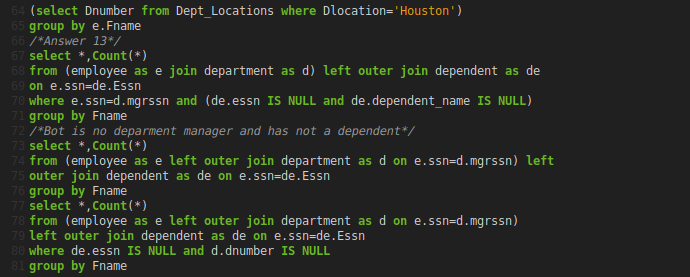 64 (select Dnumber from Dept_Locations where Dlocation='Houston')
65 group by e.Fname
66 /*Answer 13*/
67 select *,Count(*)
68 from (employee as e join department as d) left outer join dependent as de
69 on e.ssn=de.Essn
70 where e.ssn=d.mgrssn and (de.essn IS NULL and de.dependent_name IS NULL)
71 group by Fname
72 /*Bot is no deparment manager and has not a dependent*/
73 select *,Count(*)
74 from (employee as e left outer join department as d on e.ssn=d.mgrssn) left
75 outer join dependent as de on e.ssn=de.Essn
76 group by Fname
77 select *,Count(*)
78 from (employee as e left outer join department as d on e.ssn=d.mgrssn)
79 left outer join dependent as de on e.ssn=de.Essn
80 where de.essn IS NULL and d.dnumber IS NULL
81 group by Fname